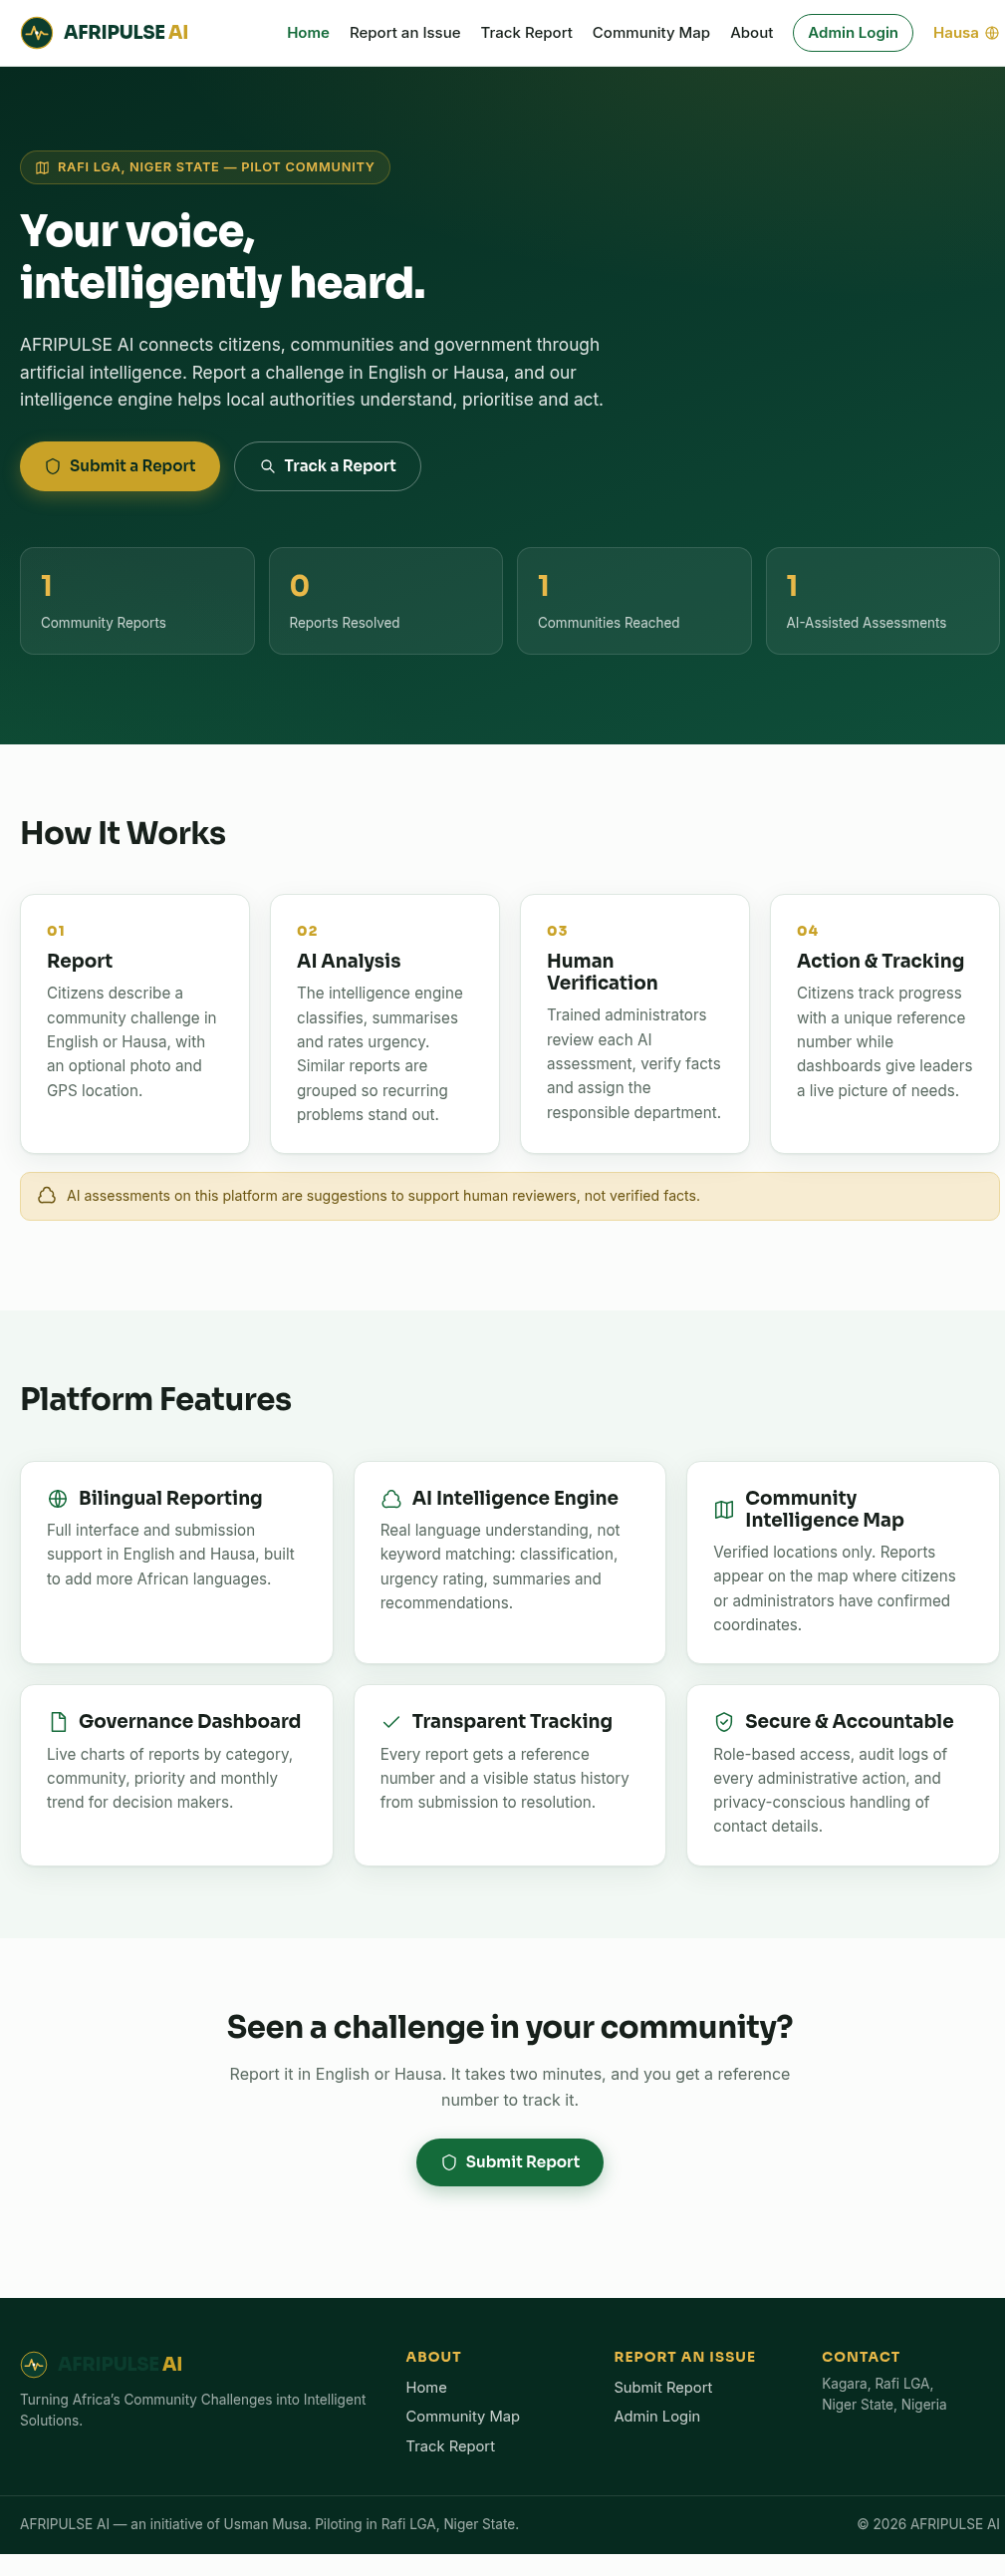 AFRIPULSE AI
Home
Report an Issue
Track Report
Community Map
About
Admin Login
Hausa
RAFI LGA, NIGER STATE — PILOT COMMUNITY
Your voice,
intelligently heard.
AFRIPULSE AI connects citizens, communities and government through
artificial intelligence. Report a challenge in English or Hausa, and our
intelligence engine helps local authorities understand, prioritise and act.
Submit a Report
Track a Report
1
Community Reports
0
Reports Resolved
1
Communities Reached
1
AI-Assisted Assessments
How It Works
01
Report
Citizens describe a
community challenge in
English or Hausa, with
an optional photo and
GPS location.
02
AI Analysis
The intelligence engine
classifies, summarises
and rates urgency.
Similar reports are
grouped so recurring
problems stand out.
03
Human
Verification
Trained administrators
review each AI
assessment, verify facts
and assign the
responsible department.
04
Action & Tracking
Citizens track progress
with a unique reference
number while
dashboards give leaders
a live picture of needs.
AI assessments on this platform are suggestions to support human reviewers, not verified facts.
Platform Features
Bilingual Reporting
Full interface and submission
support in English and Hausa, built
to add more African languages.
AI Intelligence Engine
Real language understanding, not
keyword matching: classification,
urgency rating, summaries and
recommendations.
Community
Intelligence Map
Verified locations only. Reports
appear on the map where citizens
or administrators have confirmed
coordinates.
Governance Dashboard
Live charts of reports by category,
community, priority and monthly
trend for decision makers.
Transparent Tracking
Every report gets a reference
number and a visible status history
from submission to resolution.
Secure & Accountable
Role-based access, audit logs of
every administrative action, and
privacy-conscious handling of
contact details.
Seen a challenge in your community?
Report it in English or Hausa. It takes two minutes, and you get a reference
number to track it.
Submit Report
AFRIPULSE AI
Turning Africa's Community Challenges into Intelligent
Solutions.
ABOUT
Home
Community Map
Track Report
REPORT AN ISSUE
Submit Report
Admin Login
CONTACT
Kagara, Rafi LGA,
Niger State, Nigeria
AFRIPULSE AI — an initiative of Usman Musa. Piloting in Rafi LGA, Niger State.
© 2026 AFRIPULSE AI